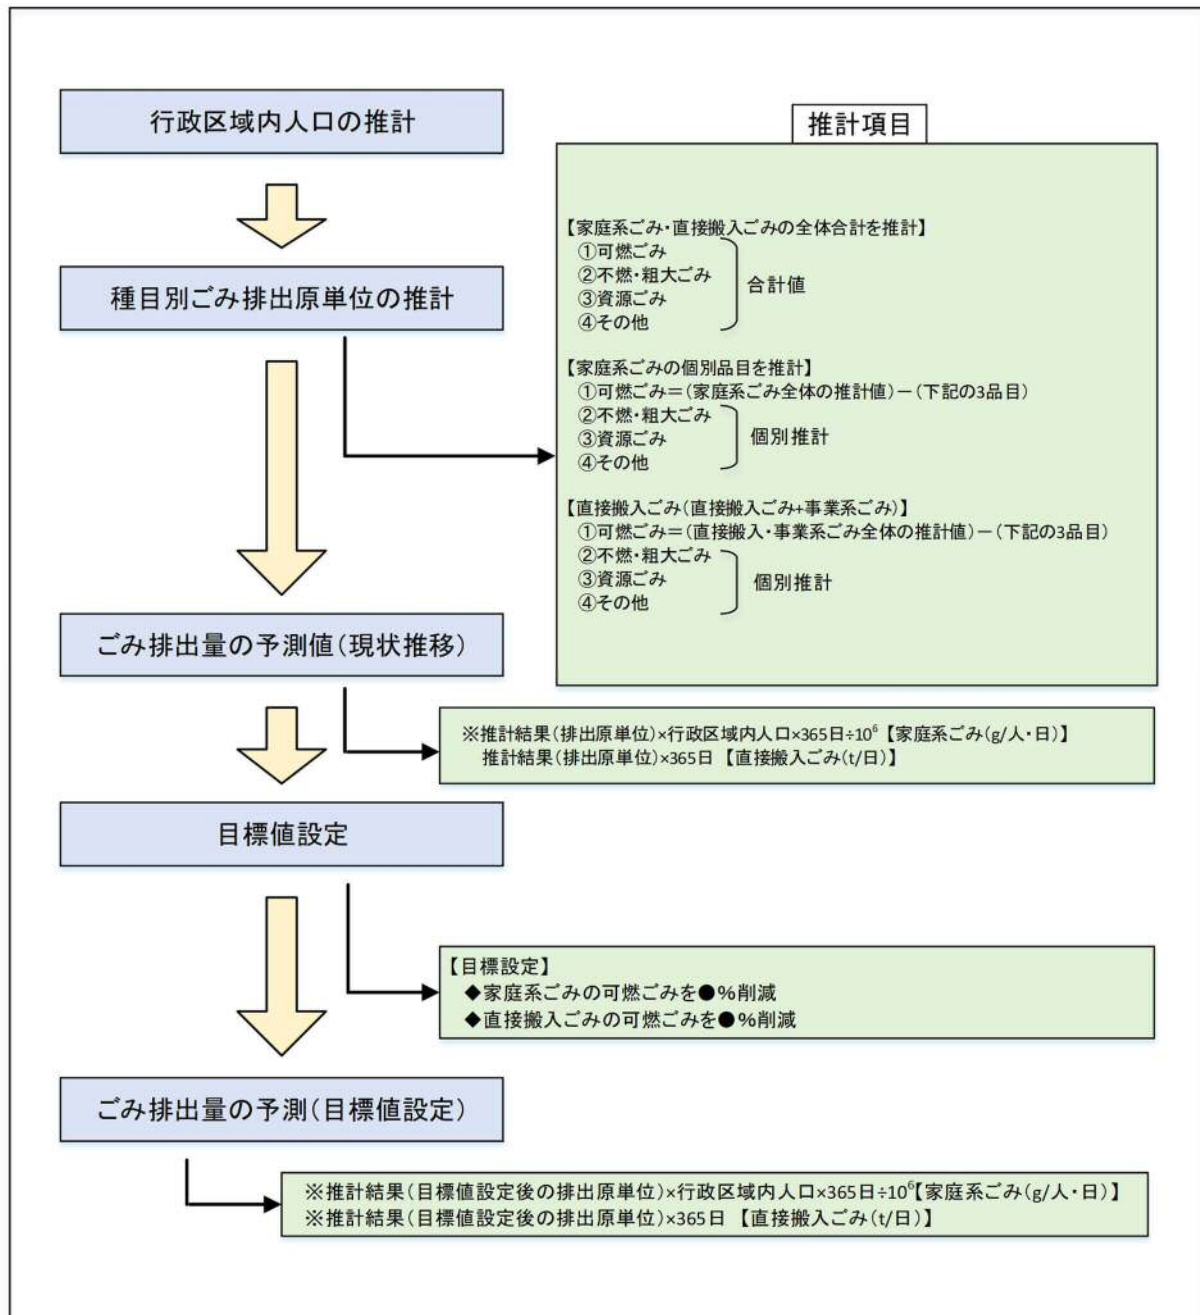 行政区域内人口の推計
推計項目
【家庭系ごみ・直接搬入ごみの全体合計を推計】
①可燃ごみ
②不燃・粗大ごみ
③資源ごみ
④その他
合計値
種目別ごみ排出原単位の推計
【家庭系ごみの個別品目を推計】
①可燃ごみ＝(家庭系ごみ全体の推計値)－(下記の3品目)
②不燃・粗大ごみ
③資源ごみ
④その他
個別推計
【直接搬入ごみ(直接搬入ごみ+事業系ごみ)】
①可燃ごみ＝(直接搬入・事業系ごみ全体の推計値)－(下記の3品目)
②不燃・粗大ごみ
③資源ごみ
④その他
個別推計
ごみ排出量の予測値(現状推移)
※推計結果(排出原単位)×行政区域内人口×365日÷10⁶【家庭系ごみ(g/人・日)】
推計結果(排出原単位)×365日【直接搬入ごみ(t/日)】
目標値設定
【目標設定】
◆家庭系ごみの可燃ごみを●%削減
◆直接搬入ごみの可燃ごみを●%削減
ごみ排出量の予測(目標値設定)
※推計結果(目標値設定後の排出原単位)×行政区域内人口×365日÷10⁶【家庭系ごみ(g/人・日)】
※推計結果(目標値設定後の排出原単位)×365日【直接搬入ごみ(t/日)】